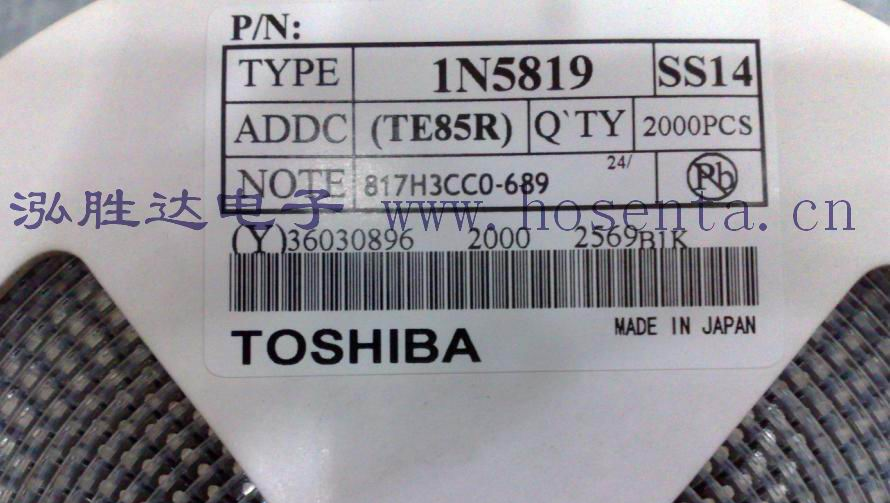 P/N:
TYPE 1N5819 SS14
ADDC (TE85R) Q`TY 2000PCS
NOTE 817H3CC0-689 24/ Pb
泓胜达电子 www.hosenta.cn
(Y)36030896 2000 2569B1K
TOSHIBA MADE IN JAPAN